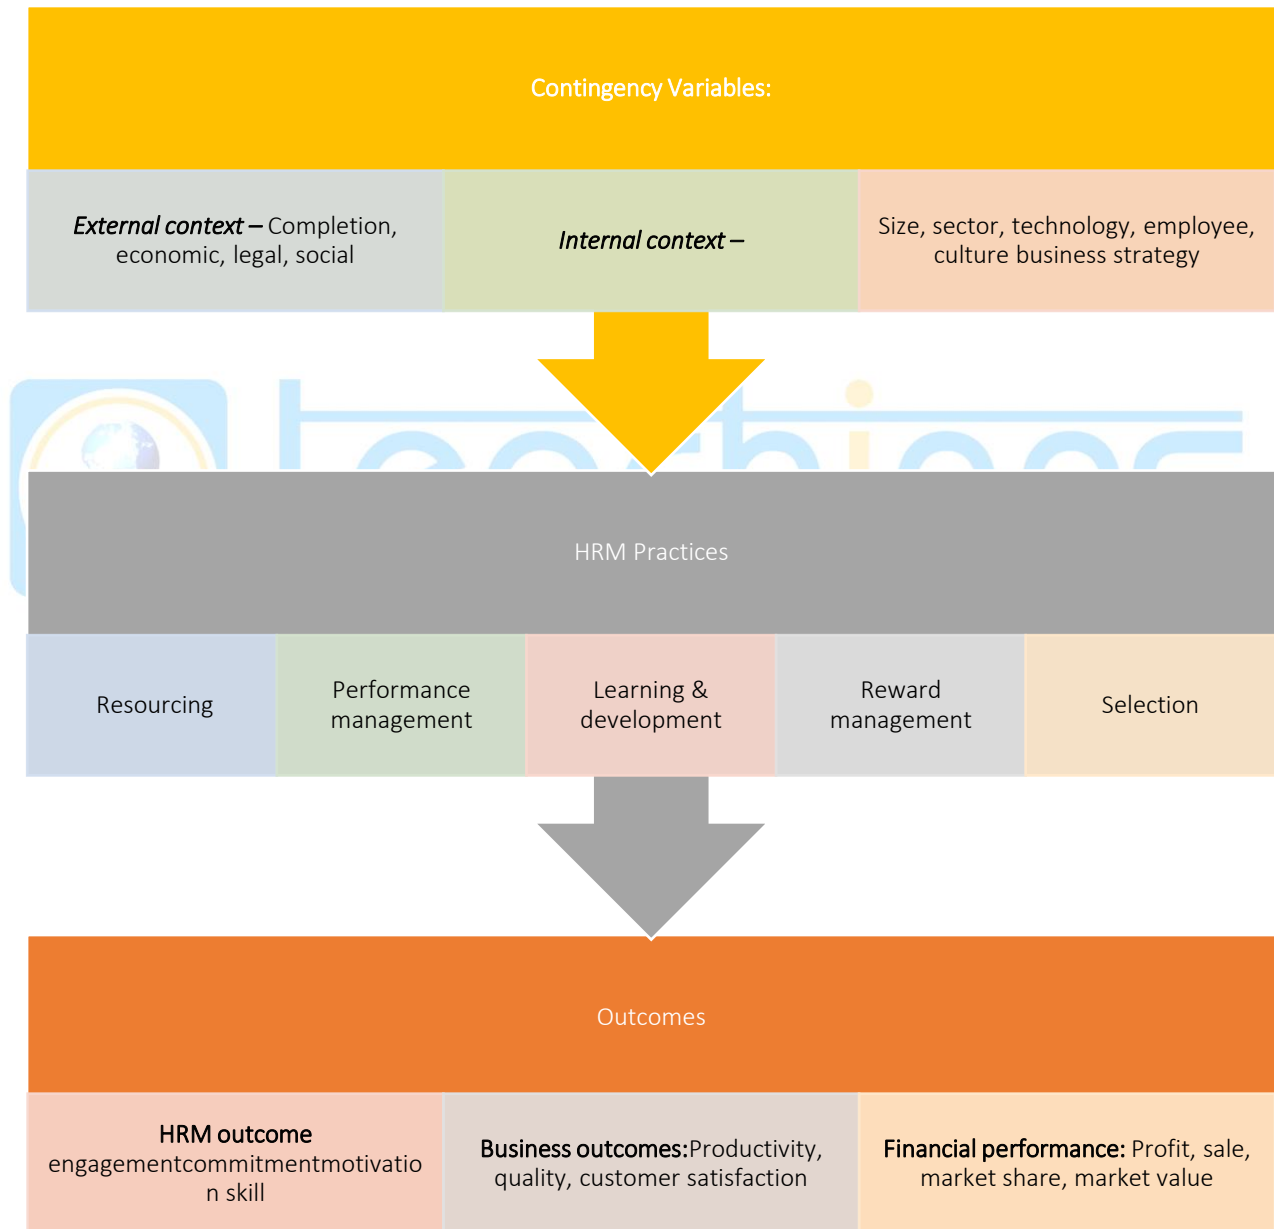 Contingency Variables:
External context – Completion,
economic, legal, social
Internal context –
Size, sector, technology, employee,
culture business strategy
HRM Practices
Resourcing
Performance
management
Learning &
development
Reward
management
Selection
Outcomes
HRM outcome
engagementcommitmentmotivatio
n skill
Business outcomes:Productivity,
quality, customer satisfaction
Financial performance: Profit, sale,
market share, market value